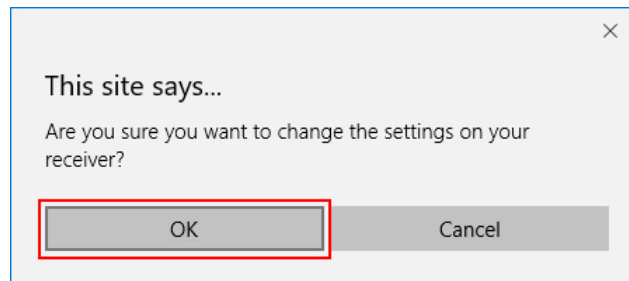 This site says...
Are you sure you want to change the settings on your
receiver?
OK
Cancel